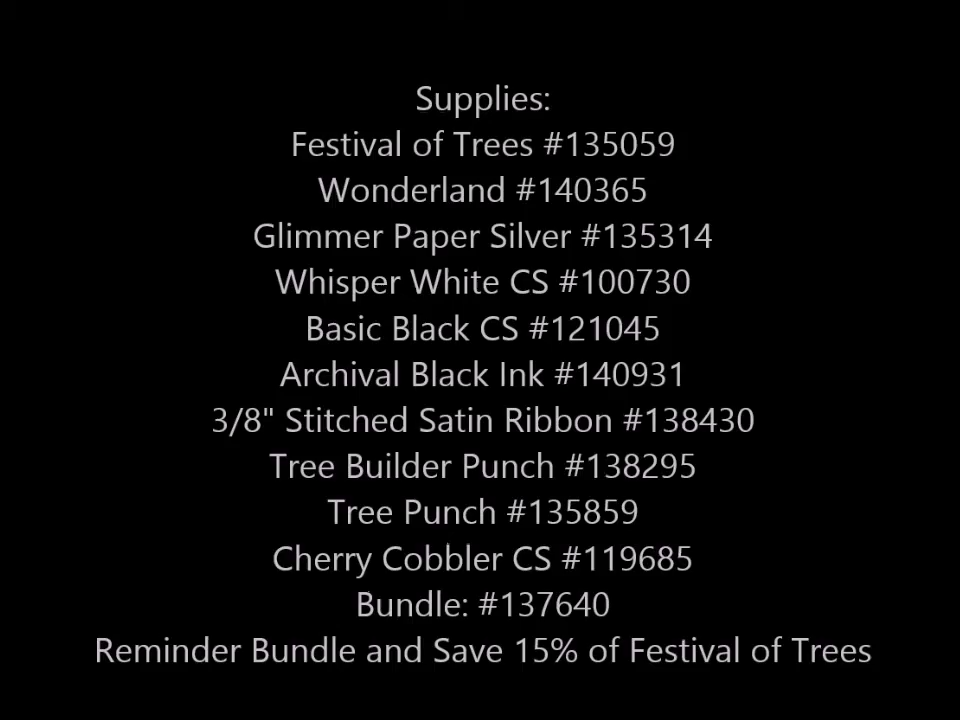 Supplies:
Festival of Trees #135059
Wonderland #140365
Glimmer Paper Silver #135314
Whisper White CS #100730
Basic Black CS #121045
Archival Black Ink #140931
3/8" Stitched Satin Ribbon #138430
Tree Builder Punch #138295
Tree Punch #135859
Cherry Cobbler CS #119685
Bundle: #137640
Reminder Bundle and Save 15% of Festival of Trees